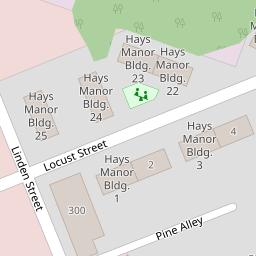 Hays
Manor
Bldg.
23
Hays
Manor
Bldg.
22
Hays
Manor
Bldg.
24
Hays
Manor
Bldg.
25
Hays
Manor
Bldg.
3
4
Locust Street
Linden Street
Hays
Manor
Bldg.
1
2
300
Pine Alley